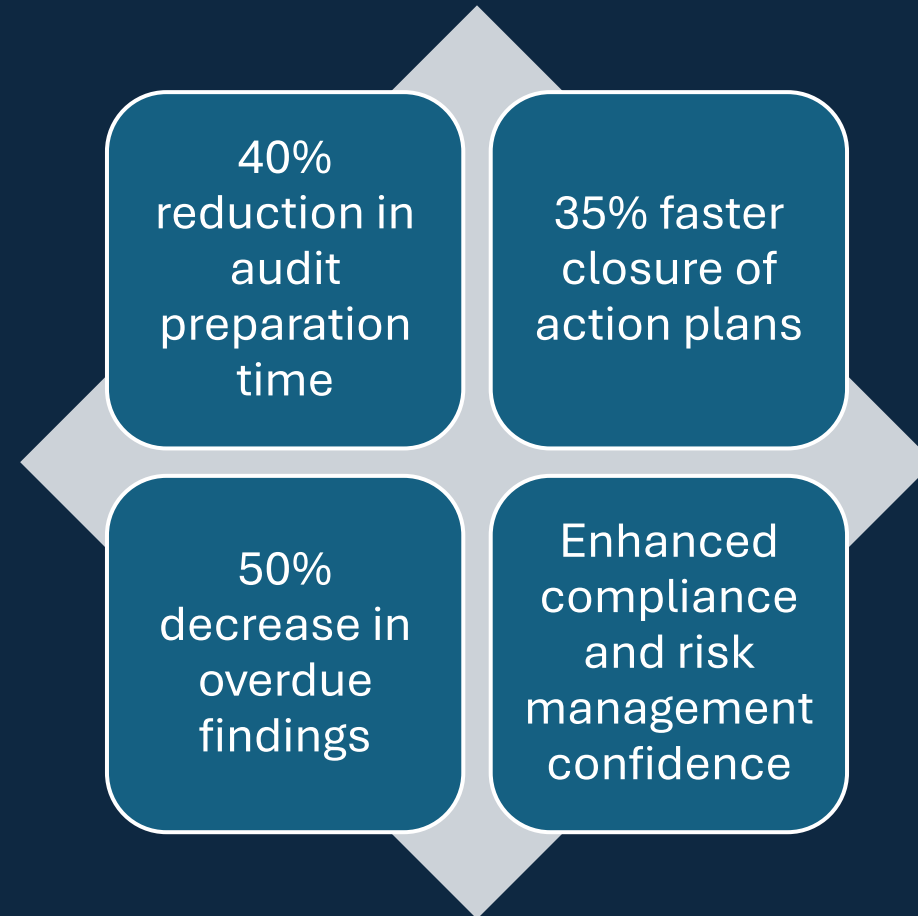 40%
reduction in
audit
preparation
time
35% faster
closure of
action plans
50%
decrease in
overdue
findings
Enhanced
compliance
and risk
management
confidence